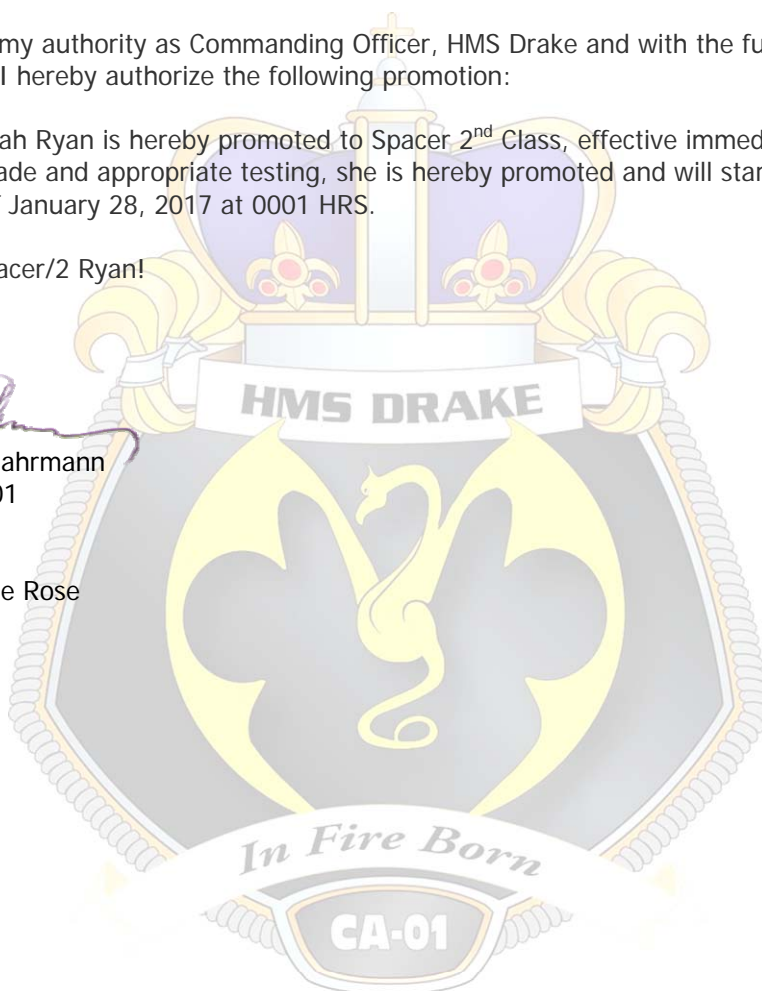 my authority as Commanding Officer, HMS Drake and with the fu
I hereby authorize the following promotion:
ah Ryan is hereby promoted to Spacer 2nd Class, effective immed
ade and appropriate testing, she is hereby promoted and will star
January 28, 2017 at 0001 HRS.
acer/2 Ryan!
HMS DRAKE
ahrmann
01
e Rose
In Fire Born
CA-01